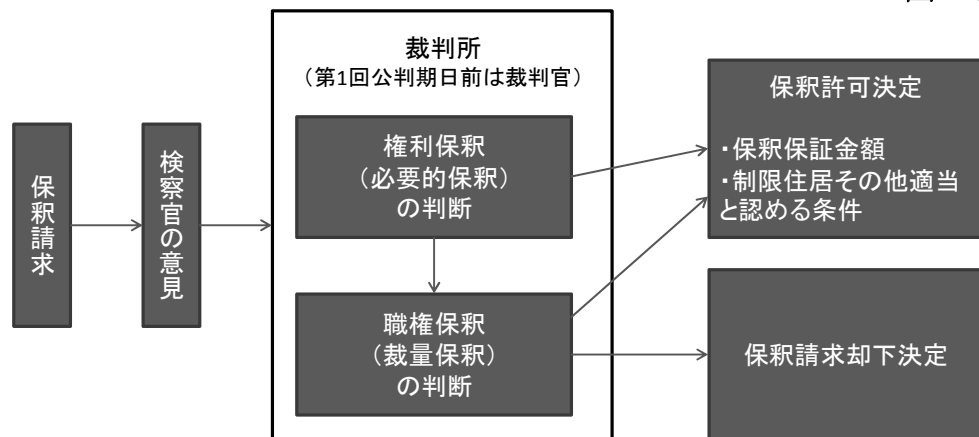 保釈請求
検察官の意見
裁判所
（第1回公判期日前は裁判官）
権利保釈
（必要的保釈）
の判断
職権保釈
（裁量保釈）
の判断
保釈許可決定
・保釈保証金額
・制限住居その他適当
と認める条件
保釈請求却下決定